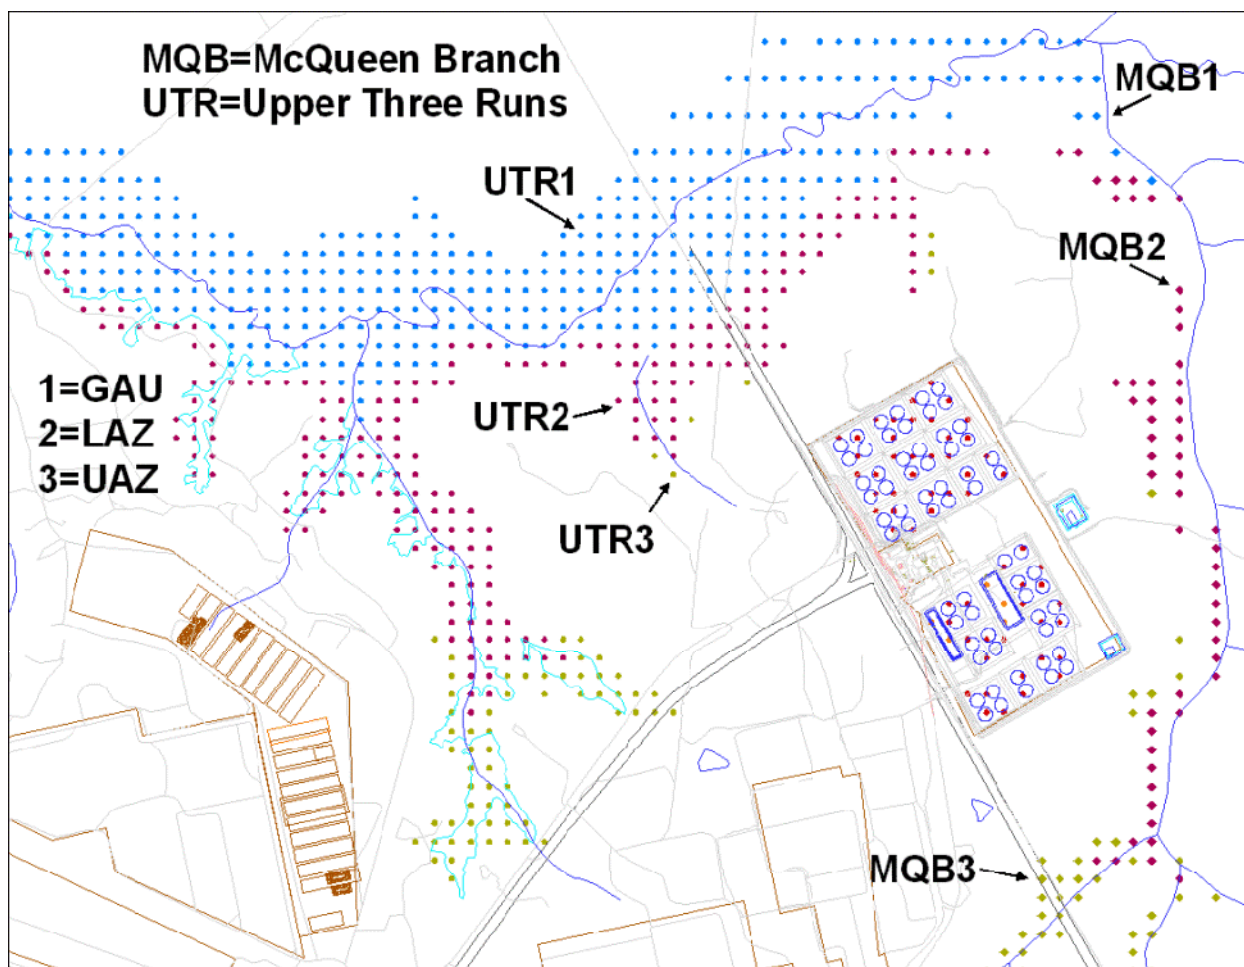 MQB=McQueen Branch
UTR=Upper Three Runs
MQB1
UTR1
MQB2
1=GAU
2=LAZ
3=UAZ
UTR2
UTR3
MQB3